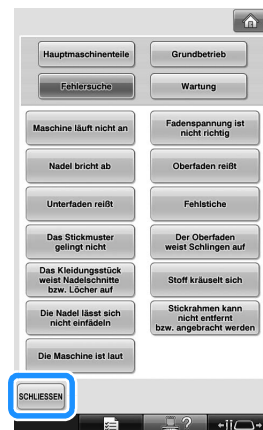 Hauptmaschinenteile
Grundbetrieb
Fehlersuche
Wartung
Maschine läuft nicht an
Fadenspannung ist
nicht richtig
Nadel bricht ab
Oberfaden reißt
Unterfaden reißt
Fehlstiche
Das Stickmuster
gelingt nicht
Der Oberfaden
weist Schlingen auf
Das Kleidungsstück
weist Nadelschnitte
bzw. Löcher auf
Stoff kräuselt sich
Die Nadel lässt sich
nicht einfädeln
Stickrahmen kann
nicht entfernt
bzw. angebracht werden
Die Maschine ist laut
SCHLIESSEN
?